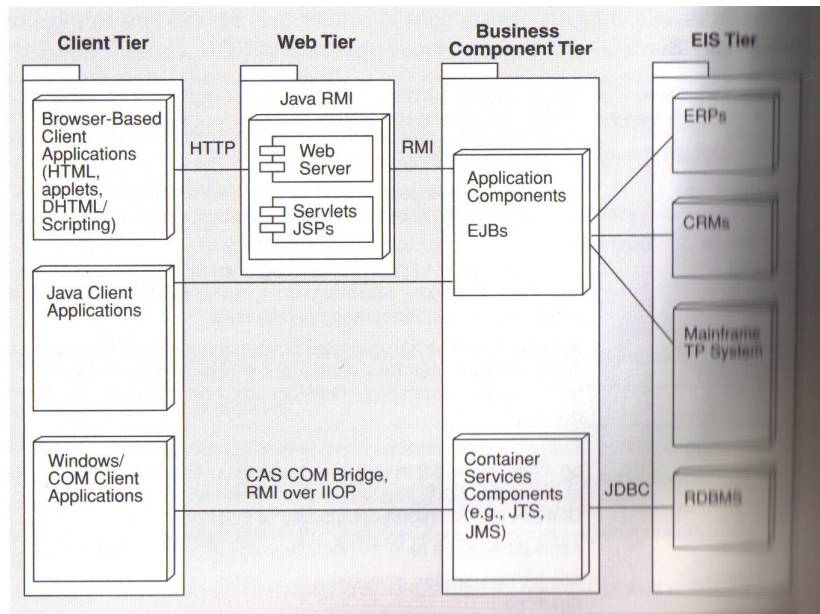 Client Tier
Web Tier
Business
Component Tier
EIS Tier
Browser-Based
Client
Applications
(HTML,
applets,
DHTML/
Scripting)
HTTP
Java RMI
Web
Server
Servlets
JSPs
RMI
Application
Components
EJBs
ERPs
CRMs
Mainframe
TP System
Java Client
Applications
Windows/
COM Client
Applications
CAS COM Bridge,
RMI over IIOP
Container
Services
Components
(e.g., JTS,
JMS)
JDBC
RDBMS